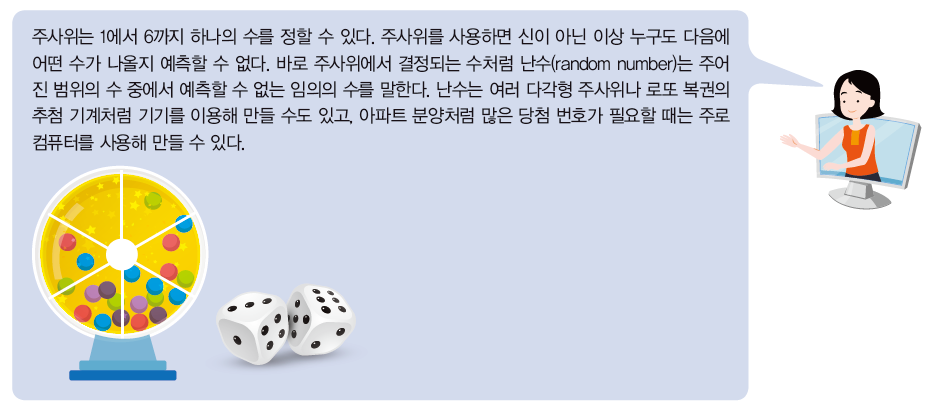 주사위는 1에서 6까지 하나의 수를 정할 수 있다. 주사위를 사용하면 신이 아닌 이상 누구도 다음에
어떤 수가 나올지 예측할 수 없다. 바로 주사위에서 결정되는 수처럼 난수(random number)는 주어
진 범위의 수 중에서 예측할 수 없는 임의의 수를 말한다. 난수는 여러 다각형 주사위나 로또 복권의
추첨 기계처럼 기기를 이용해 만들 수도 있고, 아파트 분양처럼 많은 당첨 번호가 필요할 때는 주로
컴퓨터를 사용해 만들 수 있다.